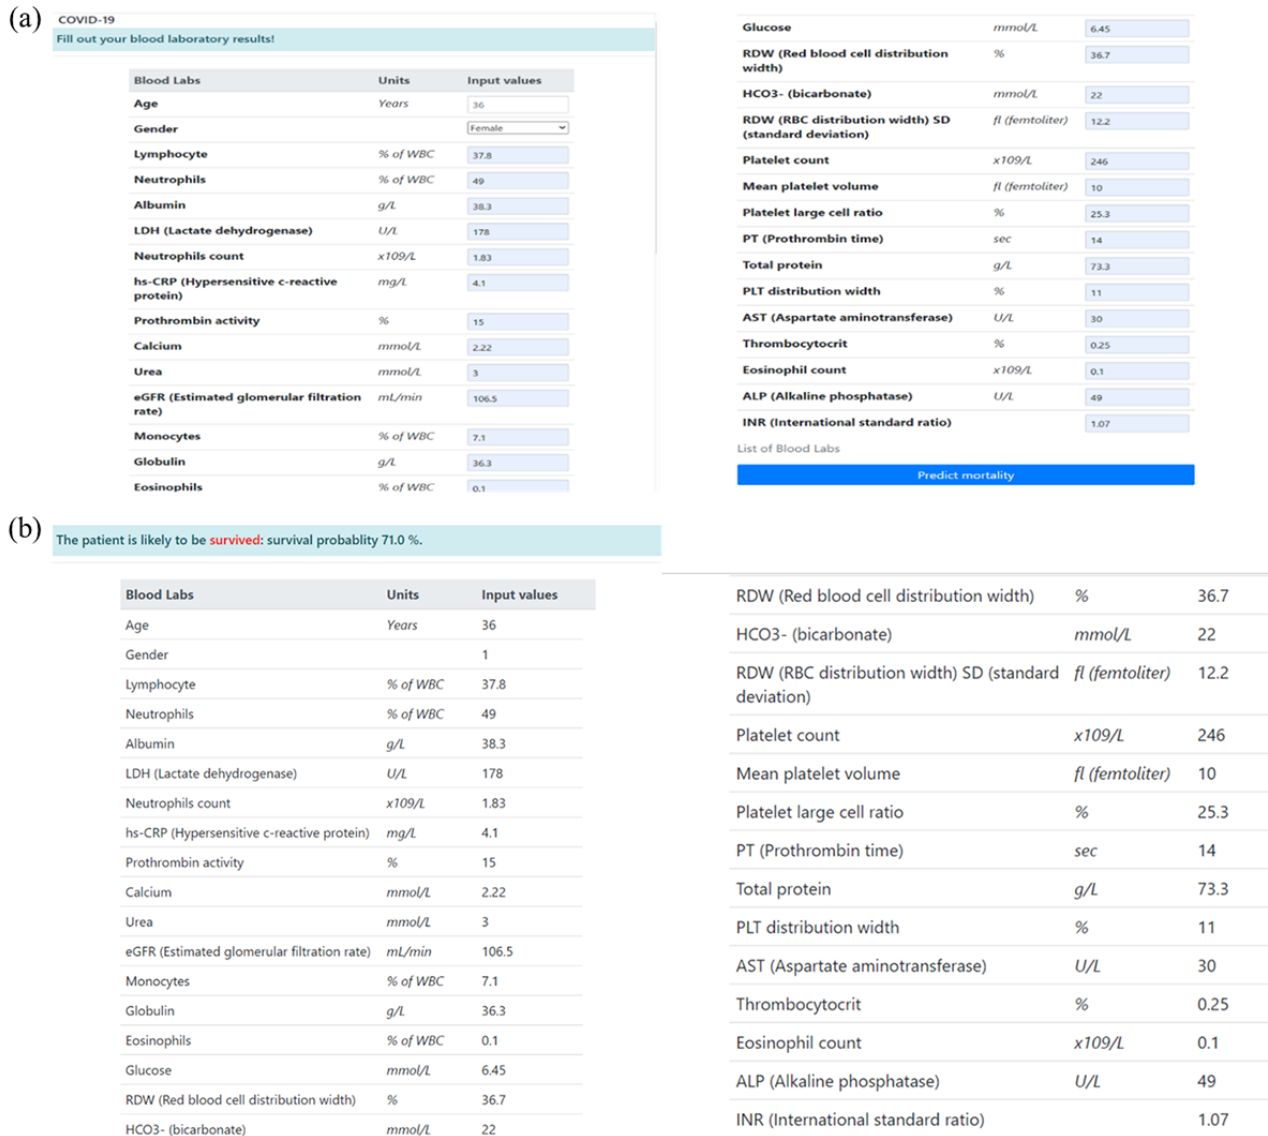 (a)
COVID-19
Fill out your blood laboratory results!
Blood Labs Units Input values
Age Years 36
Gender Female
Lymphocyte % of WBC 37.8
Neutrophils % of WBC 49
Albumin g/L 38.3
LDH (Lactate dehydrogenase) U/L 178
Neutrophils count x109/L 1.83
hs-CRP (Hypersensitive c-reactive mg/L 4.1
protein)
Prothrombin activity % 15
Calcium mmol/L 2.22
Urea mmol/L 3
eGFR (Estimated glomerular filtration mL/min 106.5
rate)
Monocytes % of WBC 7.1
Globulin g/L 36.3
Eosinophils % of WBC 0.1
Glucose mmol/L 6.45
RDW (Red blood cell distribution % 36.7
width)
HCO3- (bicarbonate) mmol/L 22
RDW (RBC distribution width) SD fl (femtoliter) 12.2
(standard deviation)
Platelet count x109/L 246
Mean platelet volume fl (femtoliter) 10
Platelet large cell ratio % 25.3
PT (Prothrombin time) sec 14
Total protein g/L 73.3
PLT distribution width % 11
AST (Aspartate aminotransferase) U/L 30
Thrombocytocrit % 0.25
Eosinophil count x109/L 0.1
ALP (Alkaline phosphatase) U/L 49
INR (International standard ratio) 1.07
List of Blood Labs
Predict mortality
(b)
The patient is likely to be survived: survival probablity 71.0 %.
Blood Labs Units Input values
Age Years 36
Gender 1
Lymphocyte % of WBC 37.8
Neutrophils % of WBC 49
Albumin g/L 38.3
LDH (Lactate dehydrogenase) U/L 178
Neutrophils count x109/L 1.83
hs-CRP (Hypersensitive c-reactive protein) mg/L 4.1
Prothrombin activity % 15
Calcium mmol/L 2.22
Urea mmol/L 3
eGFR (Estimated glomerular filtration rate) mL/min 106.5
Monocytes % of WBC 7.1
Globulin g/L 36.3
Eosinophils % of WBC 0.1
Glucose mmol/L 6.45
RDW (Red blood cell distribution width) % 36.7
HCO3- (bicarbonate) mmol/L 22
RDW (Red blood cell distribution width) % 36.7
HCO3- (bicarbonate) mmol/L 22
RDW (RBC distribution width) SD (standard fl (femtoliter) 12.2
deviation)
Platelet count x109/L 246
Mean platelet volume fl (femtoliter) 10
Platelet large cell ratio % 25.3
PT (Prothrombin time) sec 14
Total protein g/L 73.3
PLT distribution width % 11
AST (Aspartate aminotransferase) U/L 30
Thrombocytocrit % 0.25
Eosinophil count x109/L 0.1
ALP (Alkaline phosphatase) U/L 49
INR (International standard ratio) 1.07